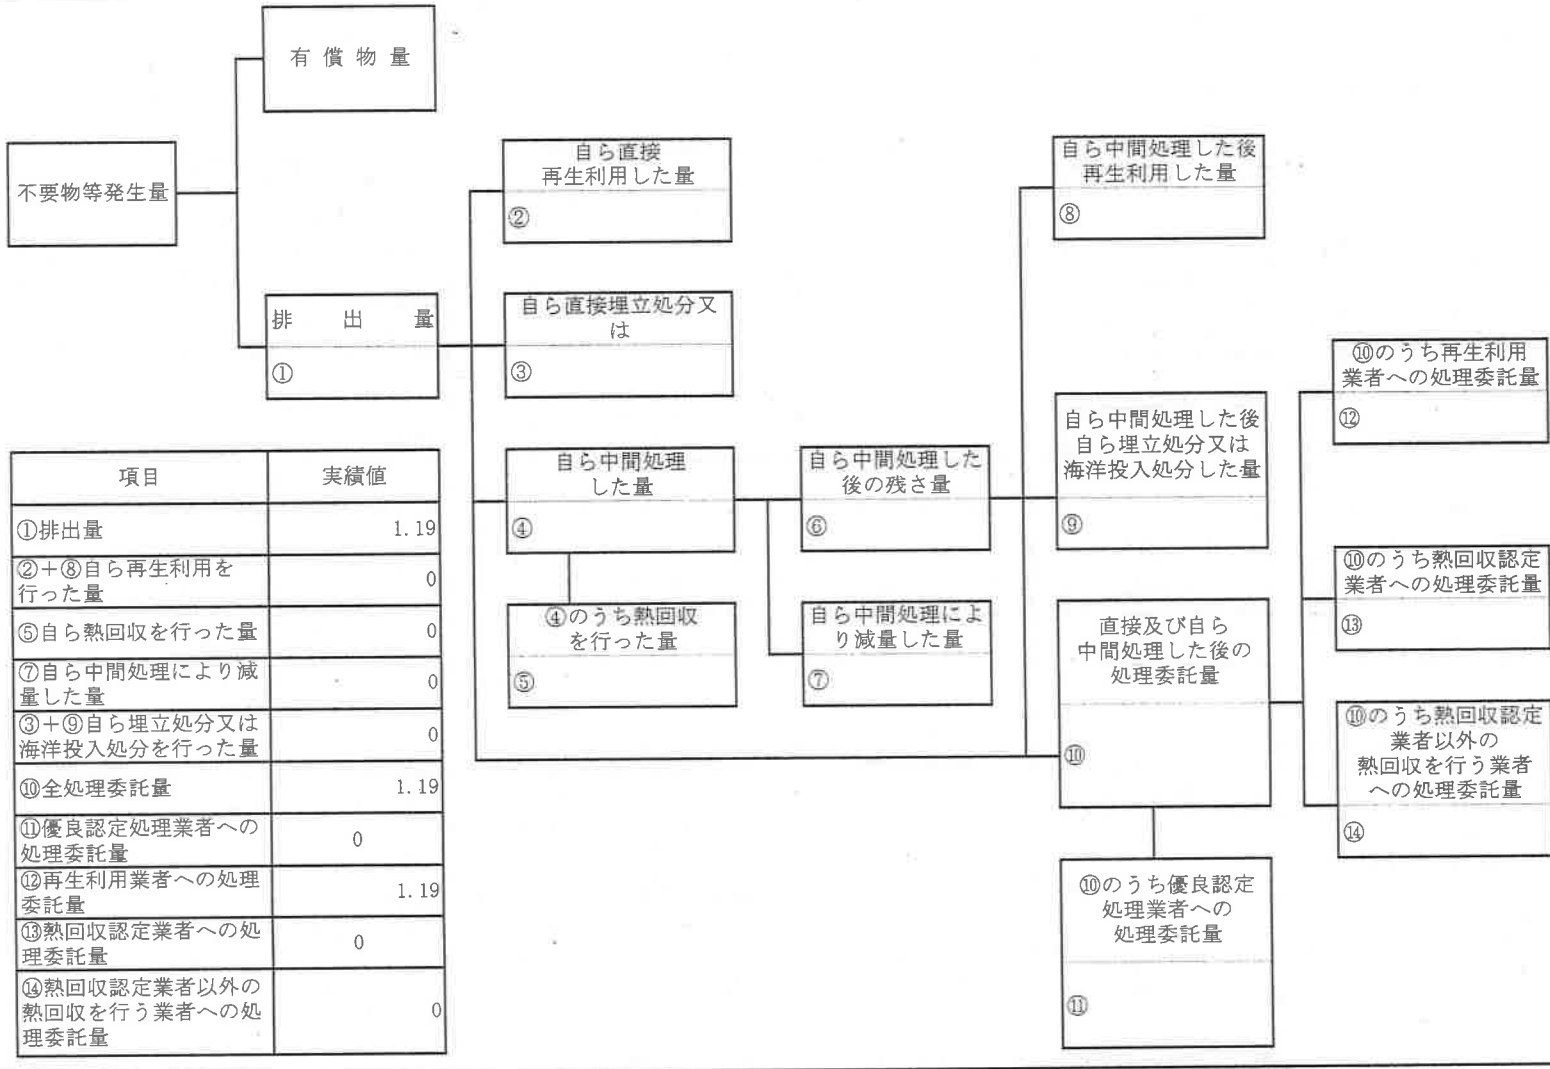 有償物量
不要物等発生量
排出量
①
自ら直接
再生利用した量
②
自ら直接埋立処分又
は
③
自ら中間処理
した量
④
④のうち熱回収
を行った量
⑤
自ら中間処理した
後の残さ量
⑥
自ら中間処理によ
り減量した量
⑦
自ら中間処理した後
再生利用した量
⑧
自ら中間処理した後
自ら埋立処分又は
海洋投入処分した量
⑨
直接及び自ら
中間処理した後の
処理委託量
⑩
⑩のうち優良認定
処理業者への
処理委託量
⑪
⑩のうち再生利用
業者への処理委託量
⑫
⑩のうち熱回収認定
業者への処理委託量
⑬
⑩のうち熱回収認定
業者以外の
熱回収を行う業者
への処理委託量
⑭
項目 実績値
①排出量 1.19
②+⑧自ら再生利用を
行った量 0
⑤自ら熱回収を行った量 0
⑦自ら中間処理により減
量した量 0
③+⑨自ら埋立処分又は
海洋投入処分を行った量 0
⑩全処理委託量 1.19
⑪優良認定処理業者への
処理委託量 0
⑫再生利用業者への処理
委託量 1.19
⑬熱回収認定業者への処
理委託量 0
⑭熱回収認定業者以外の
熱回収を行う業者への処
理委託量 0